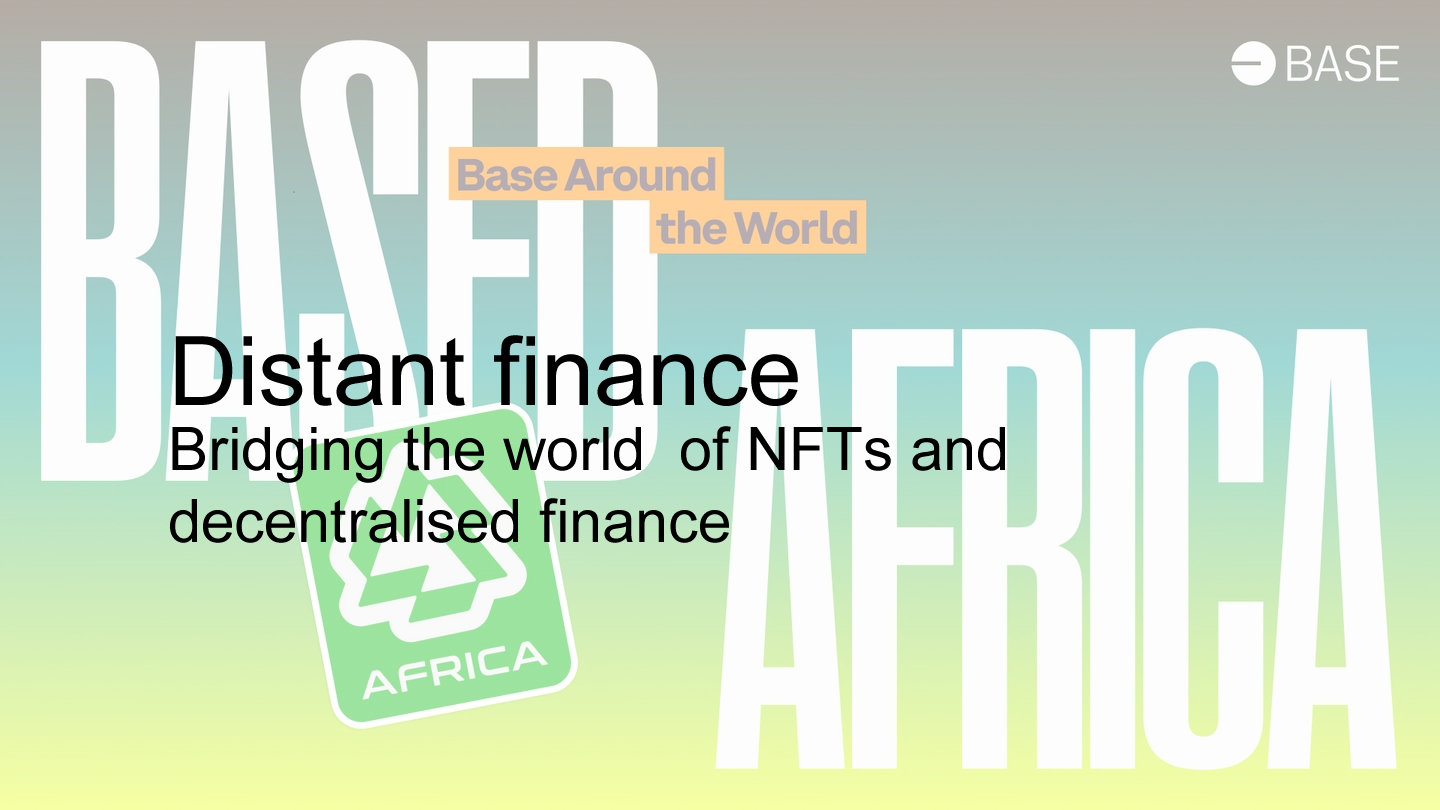 BASED
BASE
Base Around
the World
Distant finance
AFRICA
Bridging the world  of NFTs and
decentralised finance
AFRICA